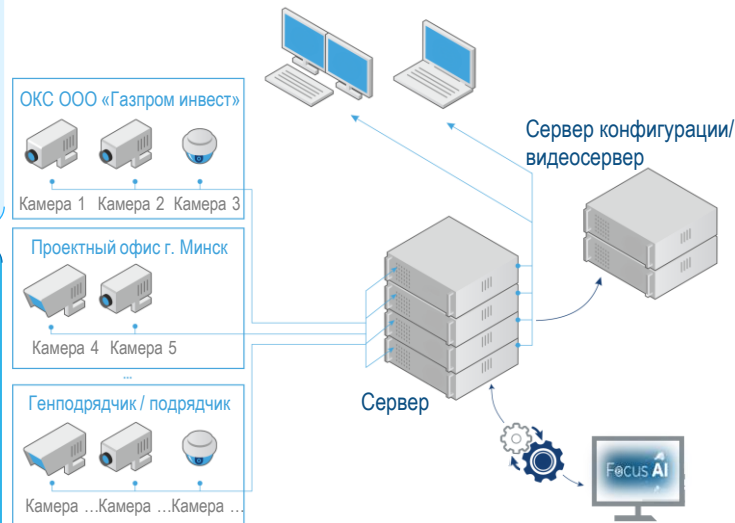 ОКС ООО «Газпром инвест»
Камера 1 Камера 2 Камера 3
Проектный офис г. Минск
Камера 4 Камера 5
...
Генподрядчик / подрядчик
Камера ... Камера ... Камера ...
Сервер конфигурации/
видеосервер
Сервер
Focus AI